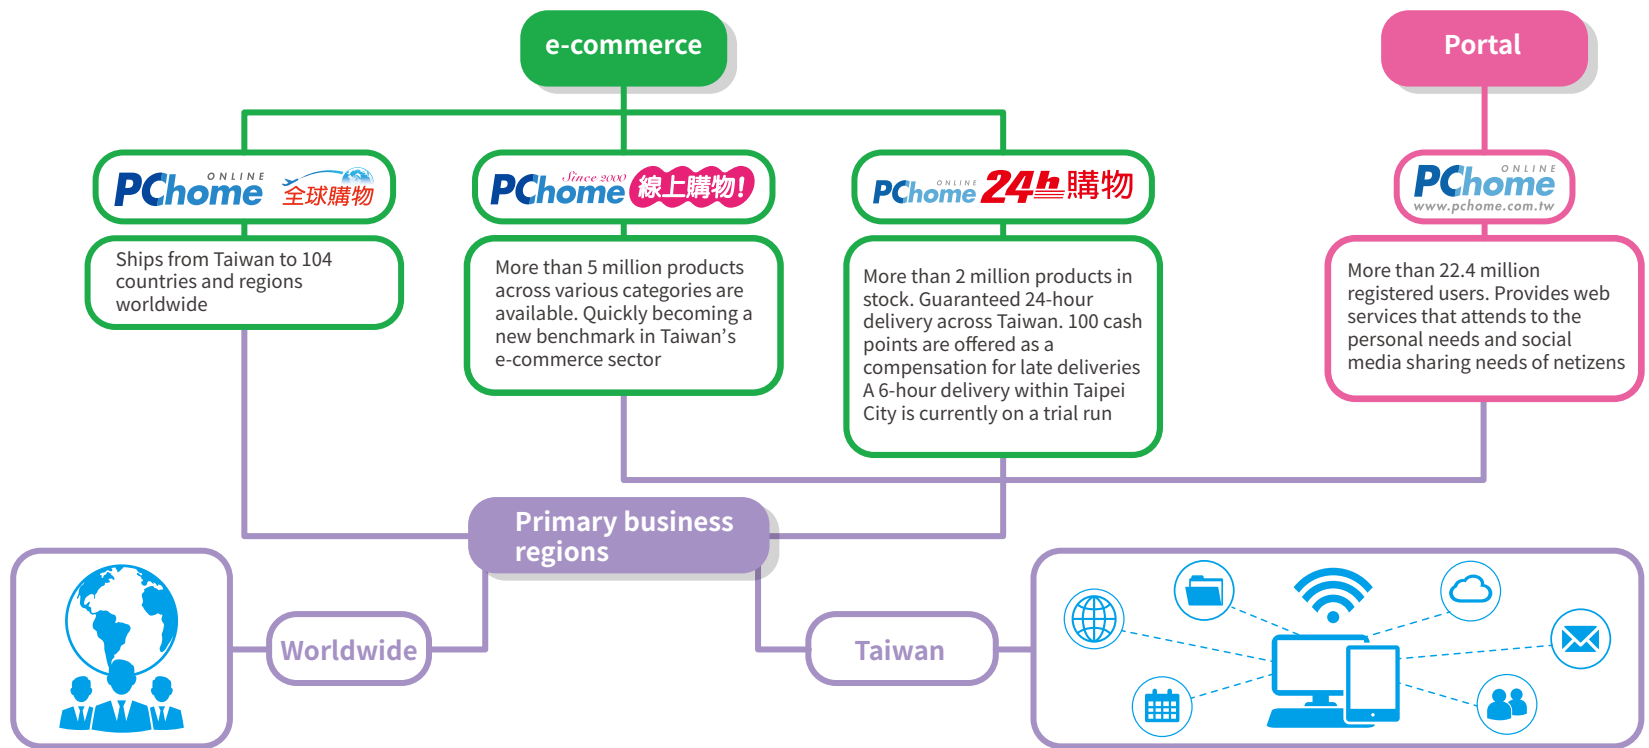 e-commerce
Portal
PChome ONLINE 全球購物
PChome Since 2000 線上購物!
PChome ONLINE 24h 購物
PChome ONLINE
www.pchome.com.tw
Ships from Taiwan to 104
countries and regions
worldwide
More than 5 million products
across various categories are
available. Quickly becoming a
new benchmark in Taiwan’s
e-commerce sector
More than 2 million products in
stock. Guaranteed 24-hour
delivery across Taiwan. 100 cash
points are offered as a
compensation for late deliveries
A 6-hour delivery within Taipei
City is currently on a trial run
More than 22.4 million
registered users. Provides web
services that attends to the
personal needs and social
media sharing needs of netizens
Primary business
regions
Worldwide
Taiwan